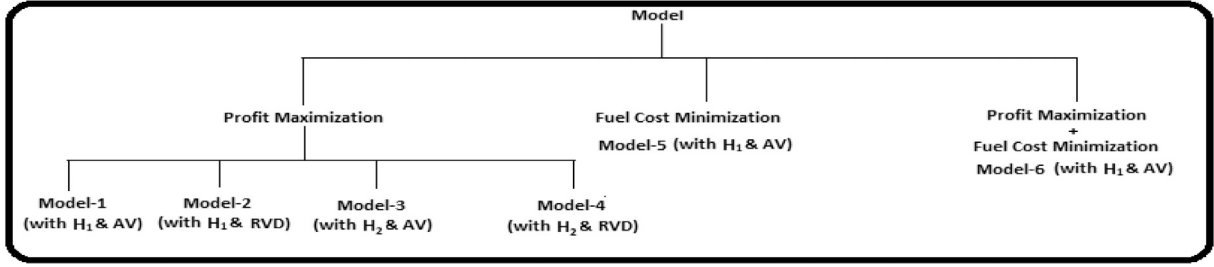 Model
Profit Maximization
Fuel Cost Minimization
Model-5 (with H₁ & AV)
Profit Maximization
+
Fuel Cost Minimization
Model-6 (with H₁ & AV)
Model-1
(with H₁ & AV)
Model-2
(with H₁ & RVD)
Model-3
(with H₂ & AV)
Model-4
(with H₂ & RVD)